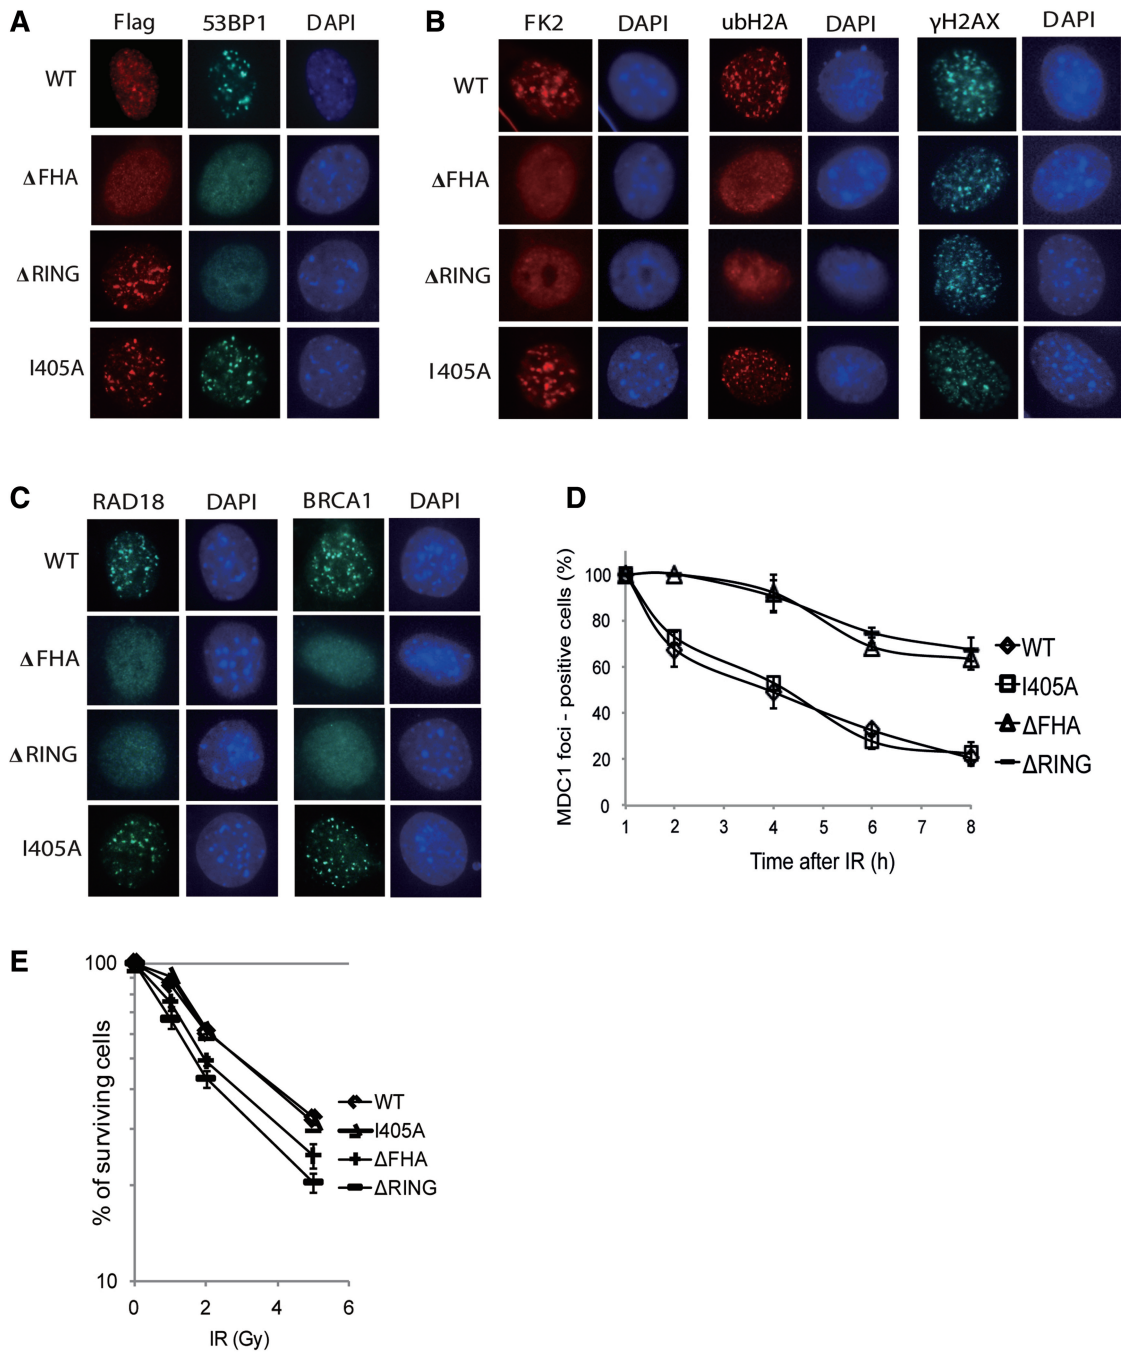 A
Flag 53BP1 DAPI
WT
ΔFHA
ΔRING
I405A
B
FK2 DAPI ubH2A DAPI γH2AX DAPI
WT
ΔFHA
ΔRING
I405A
C
RAD18 DAPI BRCA1 DAPI
WT
ΔFHA
ΔRING
I405A
D
MDC1 foci - positive cells (%)
100
80
60
40
20
0
1 2 3 4 5 6 7 8
Time after IR (h)
WT
I405A
ΔFHA
ΔRING
E
% of surviving cells
100
10
0 2 4 6
IR (Gy)
WT
I405A
ΔFHA
ΔRING